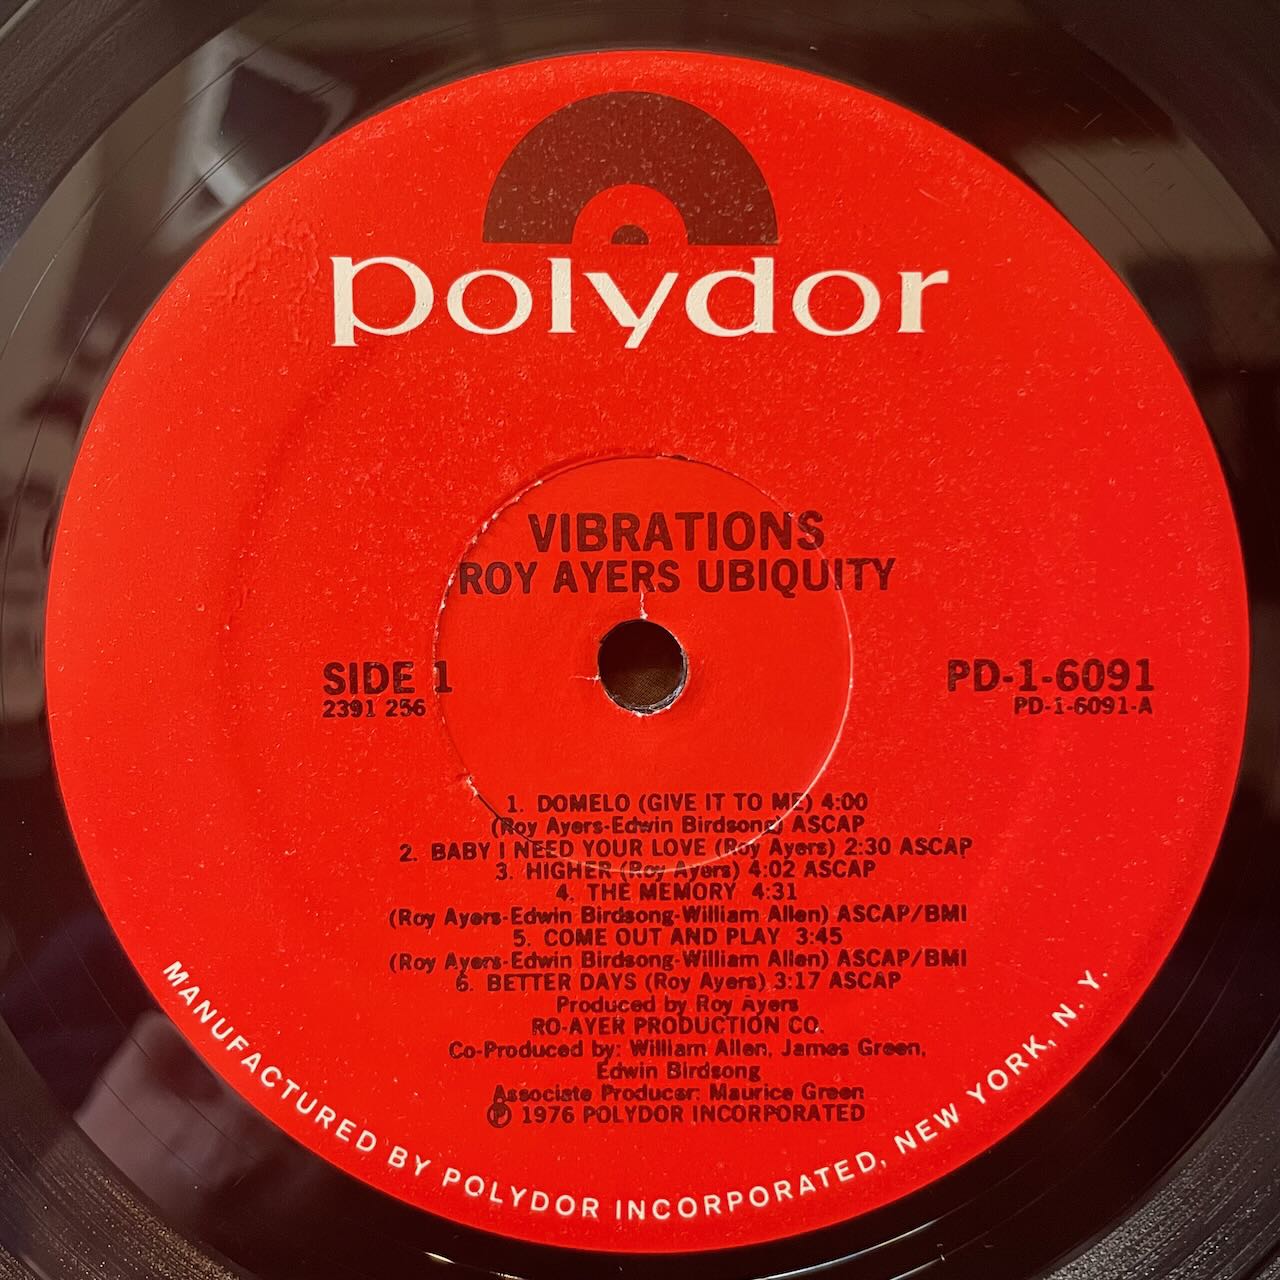 polydor
VIBRATIONS
ROY AYERS UBIQUITY
SIDE 1
2391 256
PD-1-6091
PD-1-6091-A
1. DOMELO (GIVE IT TO ME) 4:00
(Roy Ayers-Edwin Birdsong) ASCAP
2. BABY I NEED YOUR LOVE (Roy Ayers) 2:30 ASCAP
3. HIGHER (Roy Ayers) 4:02 ASCAP
4. THE MEMORY 4:31
(Roy Ayers-Edwin Birdsong-William Allen) ASCAP/BMI
5. COME OUT AND PLAY 3:45
(Roy Ayers-Edwin Birdsong-William Allen) ASCAP/BMI
6. BETTER DAYS (Roy Ayers) 3:17 ASCAP
Produced by Roy Ayers
RO-AYER PRODUCTION CO.
Co-Produced by: William Allen, James Green,
Edwin Birdsong
Associate Producer: Maurice Green
℗ 1976 POLYDOR INCORPORATED
MANUFACTURED BY POLYDOR INCORPORATED, NEW YORK, N. Y.